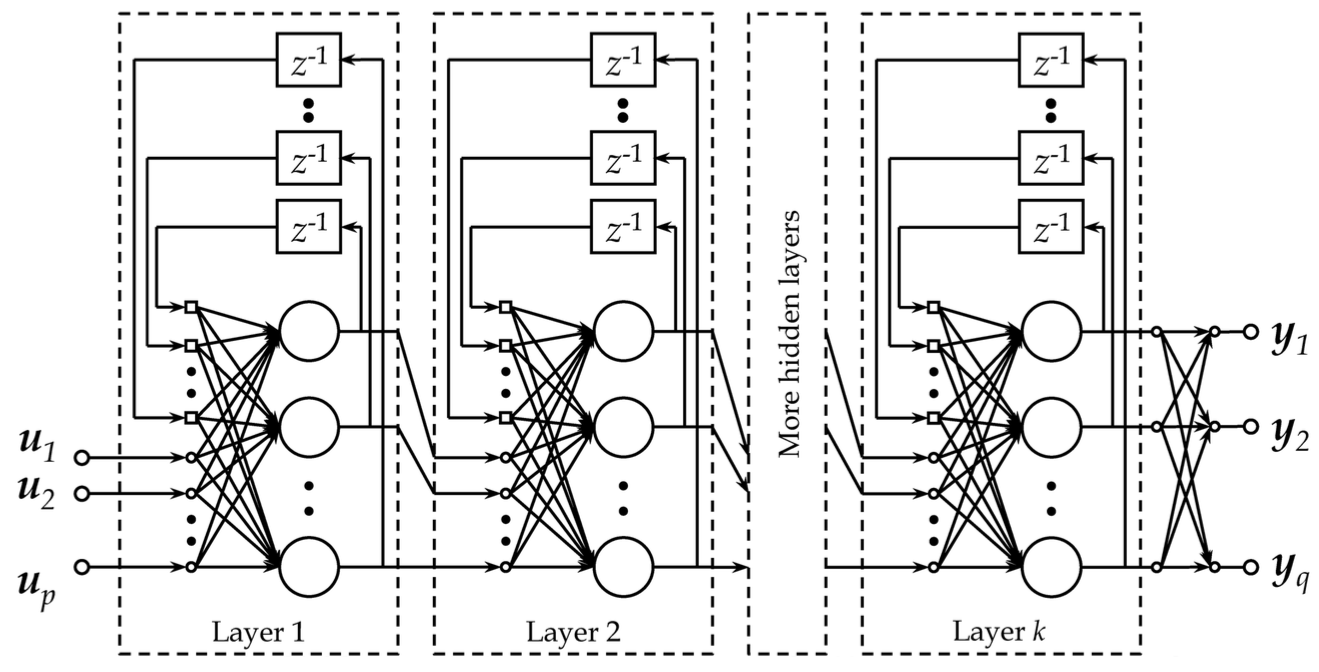 z-1 z-1 z-1
z-1 z-1 z-1
z-1 z-1 z-1
More hidden layers
y1
u1
y2
u2
up
yq
Layer 1 Layer 2 Layer k